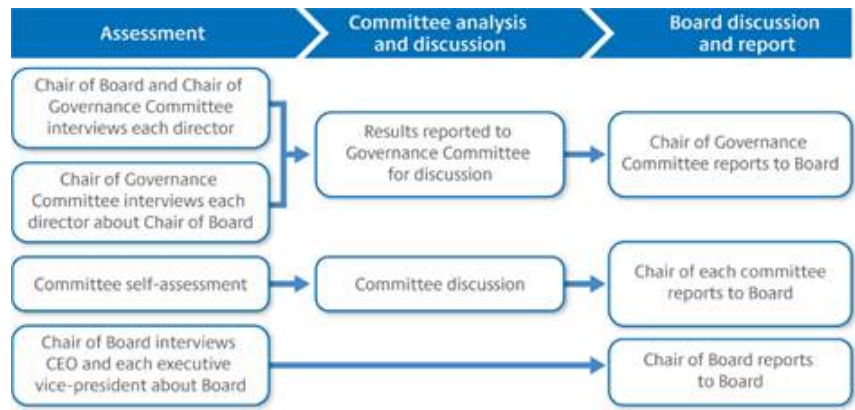 Assessment
Committee analysis
and discussion
Board discussion
and report
Chair of Board and Chair of
Governance Committee
interviews each director
Chair of Governance
Committee interviews each
director about Chair of Board
Results reported to
Governance Committee
for discussion
Chair of Governance
Committee reports to Board
Committee self-assessment
Committee discussion
Chair of each committee
reports to Board
Chair of Board interviews
CEO and each executive
vice-president about Board
Chair of Board reports
to Board